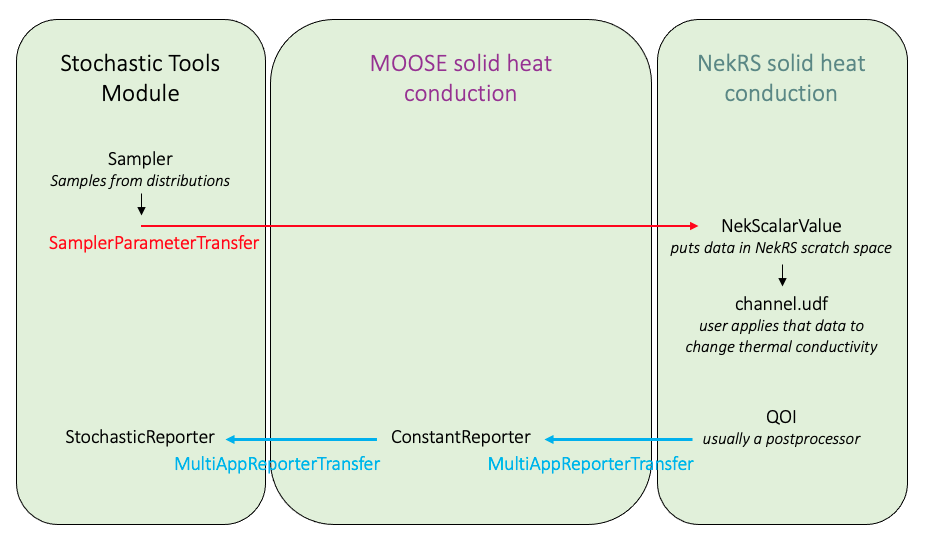 Stochastic Tools
Module
MOOSE solid heat
conduction
NekRS solid heat
conduction
Sampler
Samples from distributions
SamplerParameterTransfer
NekScalarValue
puts data in NekRS scratch space
channel.udf
user applies that data to
change thermal conductivity
QOI
usually a postprocessor
StochasticReporter
ConstantReporter
MultiAppReporterTransfer
MultiAppReporterTransfer